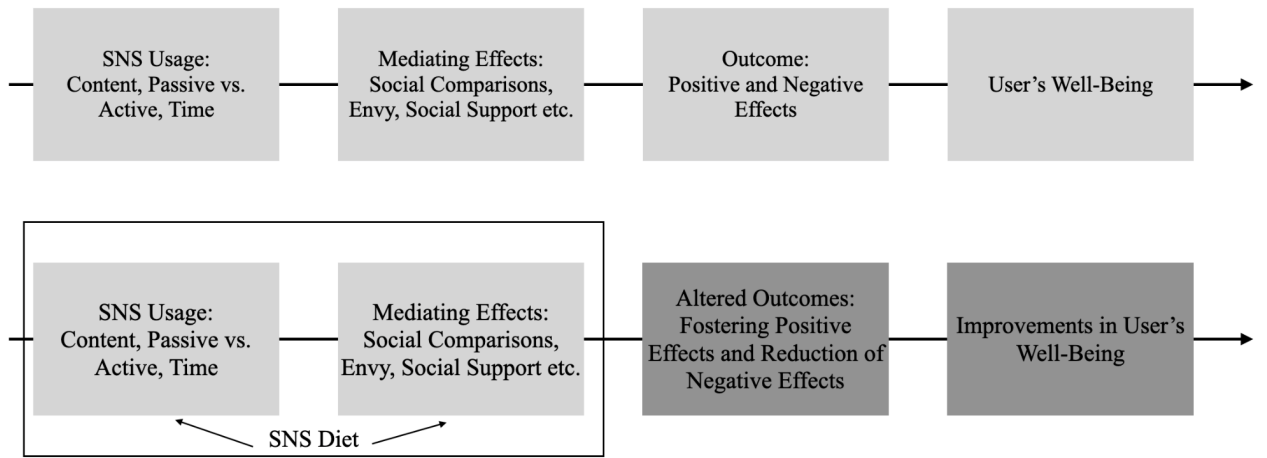 SNS Usage:
Content, Passive vs.
Active, Time
Mediating Effects:
Social Comparisons,
Envy, Social Support etc.
Outcome:
Positive and Negative
Effects
User’s Well-Being
SNS Usage:
Content, Passive vs.
Active, Time
Mediating Effects:
Social Comparisons,
Envy, Social Support etc.
Altered Outcomes:
Fostering Positive
Effects and Reduction of
Negative Effects
Improvements in User’s
Well-Being
SNS Diet